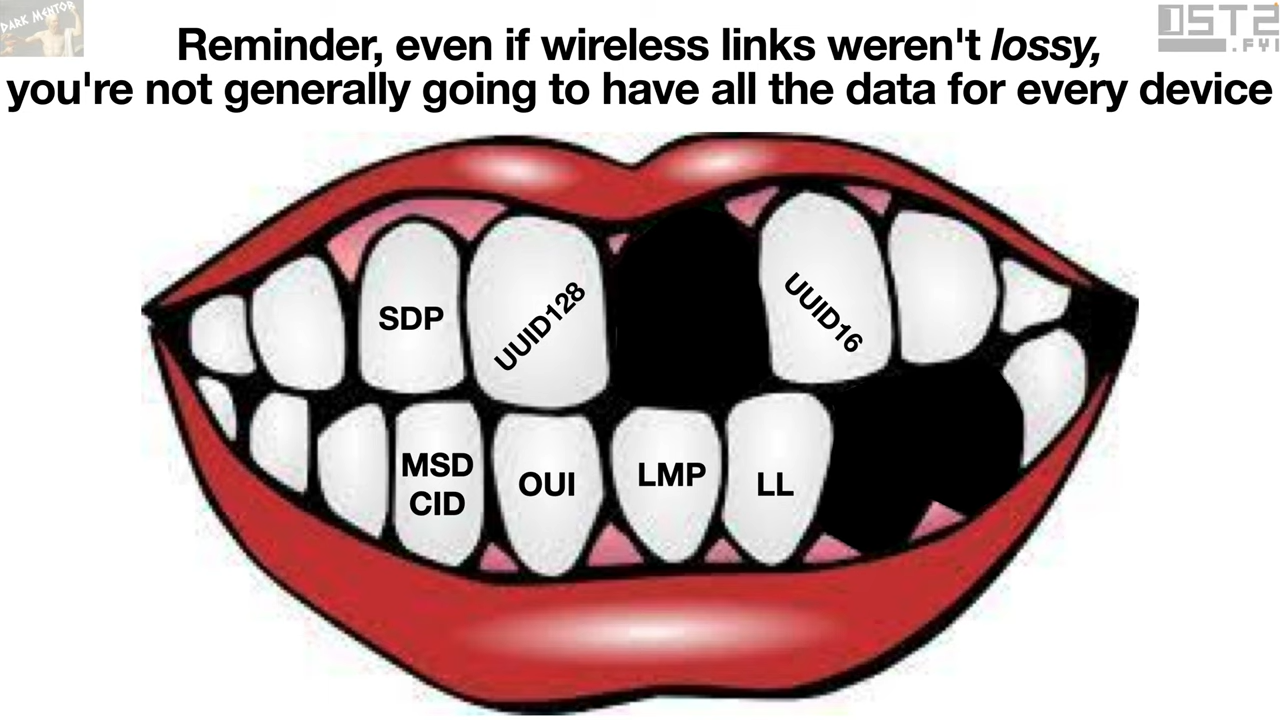 DARK MENTOR
OST2
.FYI
Reminder, even if wireless links weren't lossy,
you're not generally going to have all the data for every device
SDP
UUID128
UUID16
MSD
CID
OUI
LMP
LL